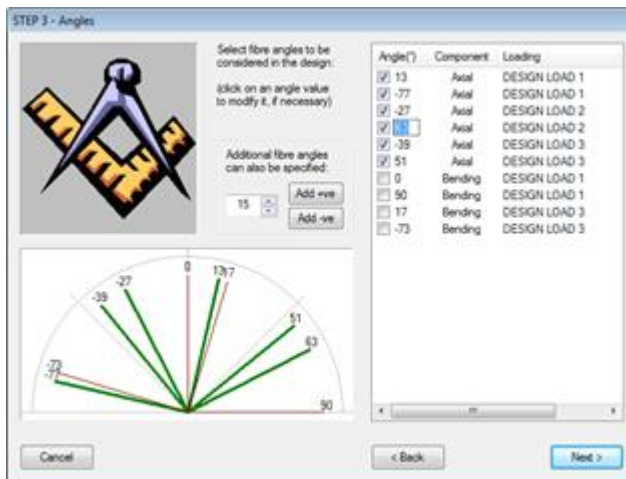 STEP 3 - Angles
Select fibre angles to be
considered in the design:
(click on an angle value
to modify it, if necessary)
Additional fibre angles
can also be specified:
15
Add +ve
Add -ve
Angle(°) Component Loading
13 Axial DESIGN LOAD 1
-77 Axial DESIGN LOAD 1
-27 Axial DESIGN LOAD 2
63 Axial DESIGN LOAD 2
-39 Axial DESIGN LOAD 3
51 Axial DESIGN LOAD 3
0 Bending DESIGN LOAD 1
90 Bending DESIGN LOAD 1
17 Bending DESIGN LOAD 3
-73 Bending DESIGN LOAD 3
0
13
17
-27
-39
51
63
-73
-77
90
Cancel
< Back
Next >